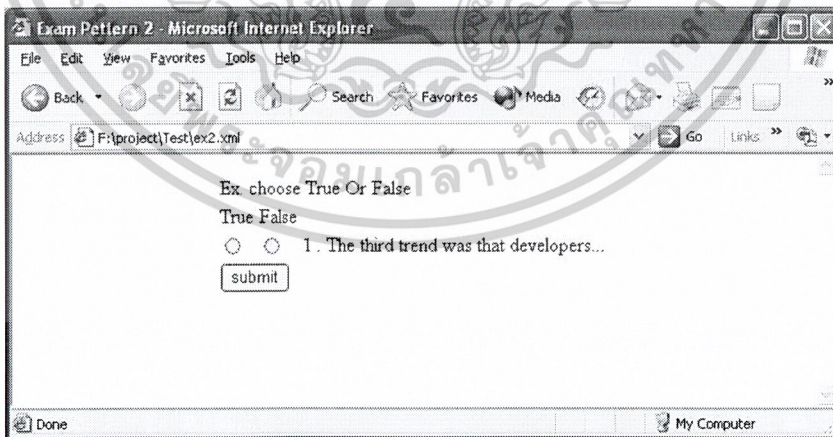 Exam Pettern 2 - Microsoft Internet Explorer
File Edit View Favorites Tools Help
Back Search Favorites Media
Address F:\project\Test\ex2.xml Go Links
Ex. choose True Or False
True False
1 . The third trend was that developers...
submit
Done My Computer